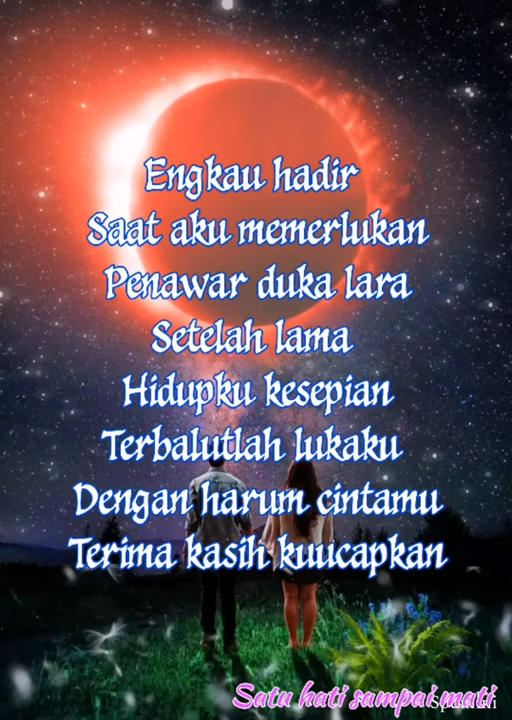 Engkau hadir
Saat aku memerlukan
Penawar duka lara
Setelah lama
Hidupku kesepian
Terbalutlah lukaku
Dengan harum cintamu
Terima kasih kuucapkan
Satu hati sampai mati